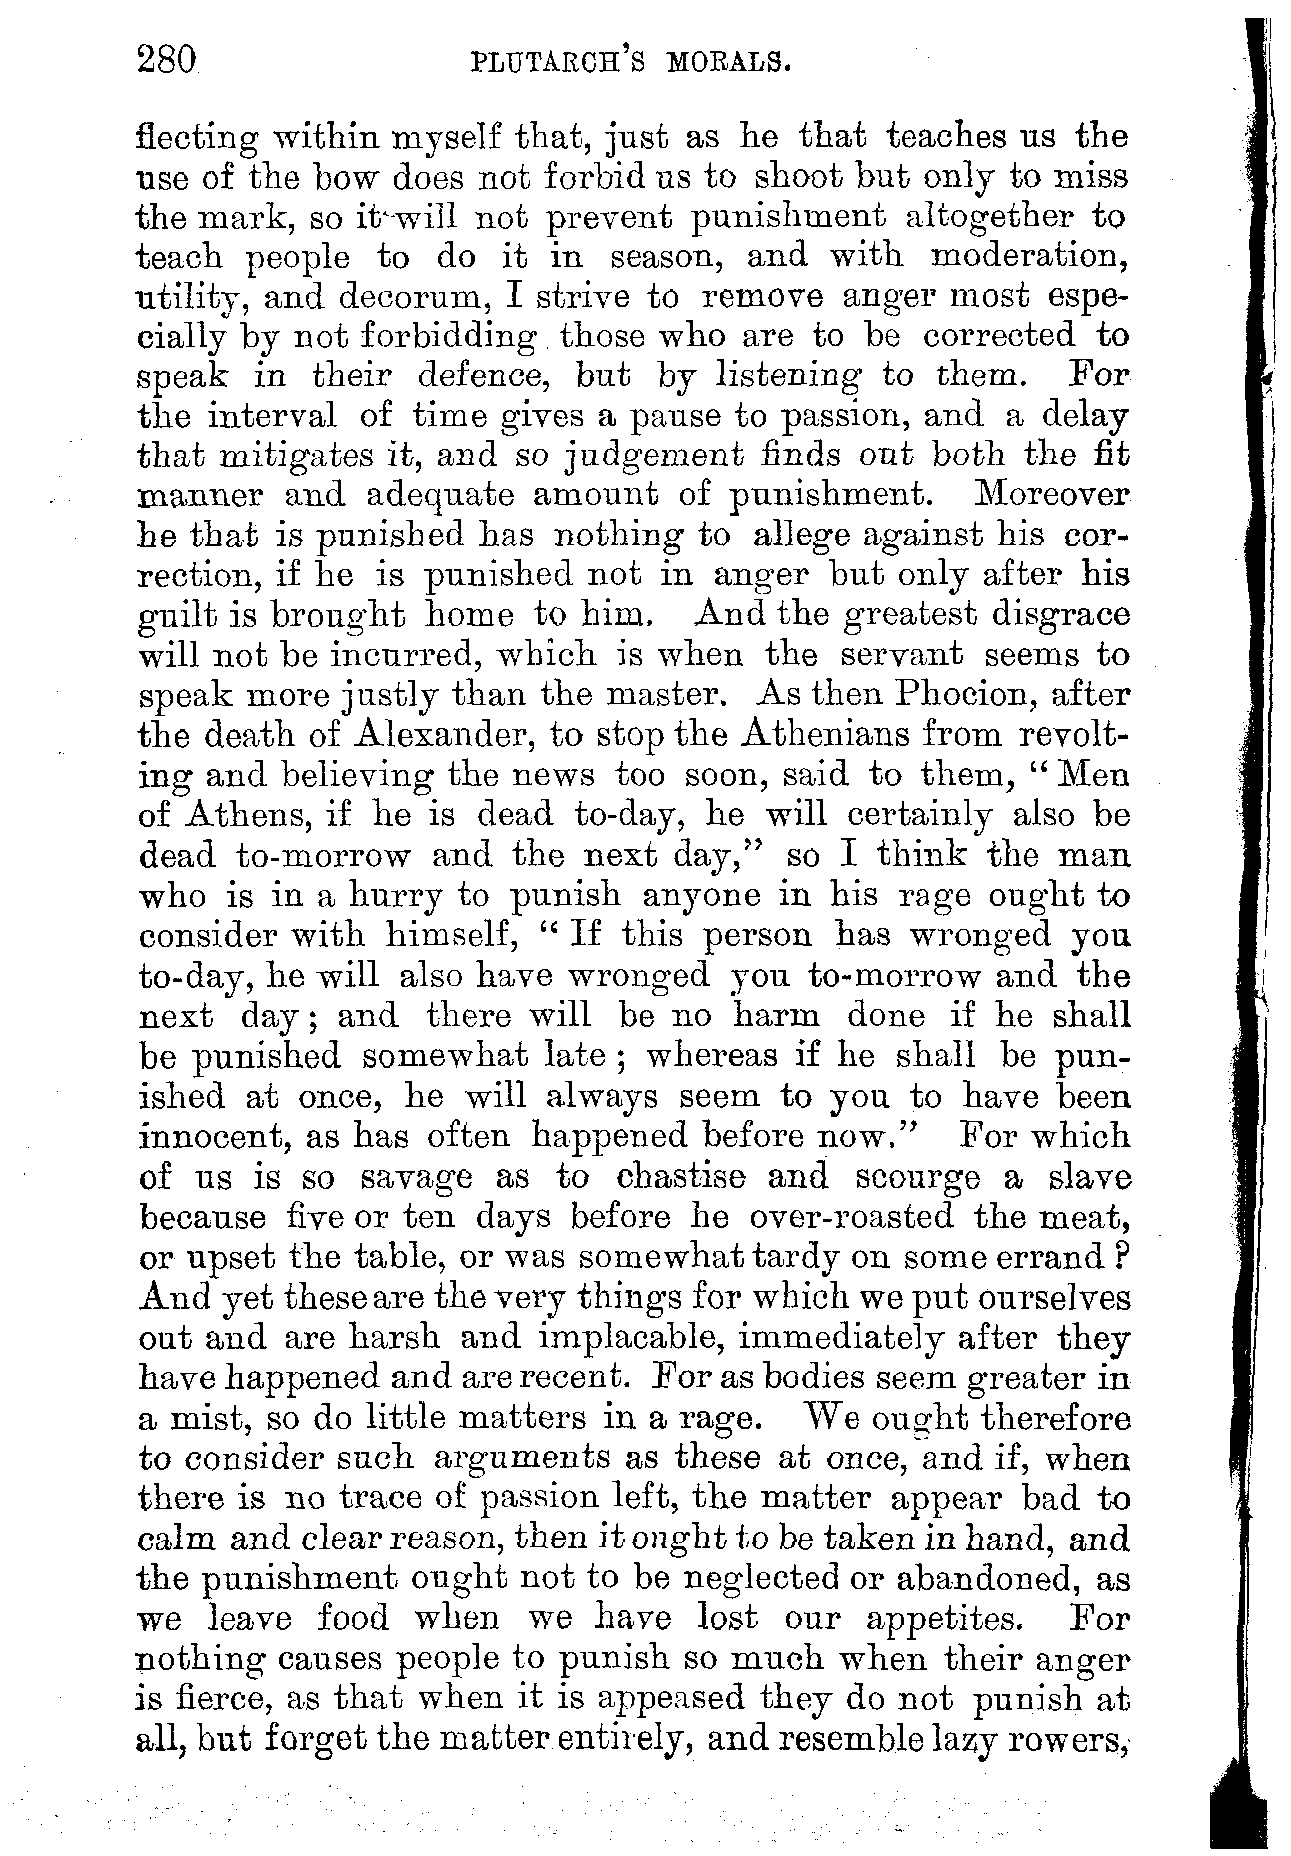 280 PLUTARCH'S MORALS.
flecting within myself that, just as he that teaches us the
use of the bow does not forbid us to shoot but only to miss
the mark, so it will not prevent punishment altogether to
teach people to do it in season, and with moderation,
utility, and decorum, I strive to remove anger most espe-
cially by not forbidding those who are to be corrected to
speak in their defence, but by listening to them. For
the interval of time gives a pause to passion, and a delay
that mitigates it, and so judgement finds out both the fit
manner and adequate amount of punishment. Moreover
he that is punished has nothing to allege against his cor-
rection, if he is punished not in anger but only after his
guilt is brought home to him. And the greatest disgrace
will not be incurred, which is when the servant seems to
speak more justly than the master. As then Phocion, after
the death of Alexander, to stop the Athenians from revolt-
ing and believing the news too soon, said to them, "Men
of Athens, if he is dead to-day, he will certainly also be
dead to-morrow and the next day," so I think the man
who is in a hurry to punish anyone in his rage ought to
consider with himself, "If this person has wronged you
to-day, he will also have wronged you to-morrow and the
next day; and there will be no harm done if he shall
be punished somewhat late; whereas if he shall be pun-
ished at once, he will always seem to you to have been
innocent, as has often happened before now." For which
of us is so savage as to chastise and scourge a slave
because five or ten days before he over-roasted the meat,
or upset the table, or was somewhat tardy on some errand?
And yet these are the very things for which we put ourselves
out and are harsh and implacable, immediately after they
have happened and are recent. For as bodies seem greater in
a mist, so do little matters in a rage. We ought therefore
to consider such arguments as these at once, and if, when
there is no trace of passion left, the matter appear bad to
calm and clear reason, then it ought to be taken in hand, and
the punishment ought not to be neglected or abandoned, as
we leave food when we have lost our appetites. For
nothing causes people to punish so much when their anger
is fierce, as that when it is appeased they do not punish at
all, but forget the matter entirely, and resemble lazy rowers,